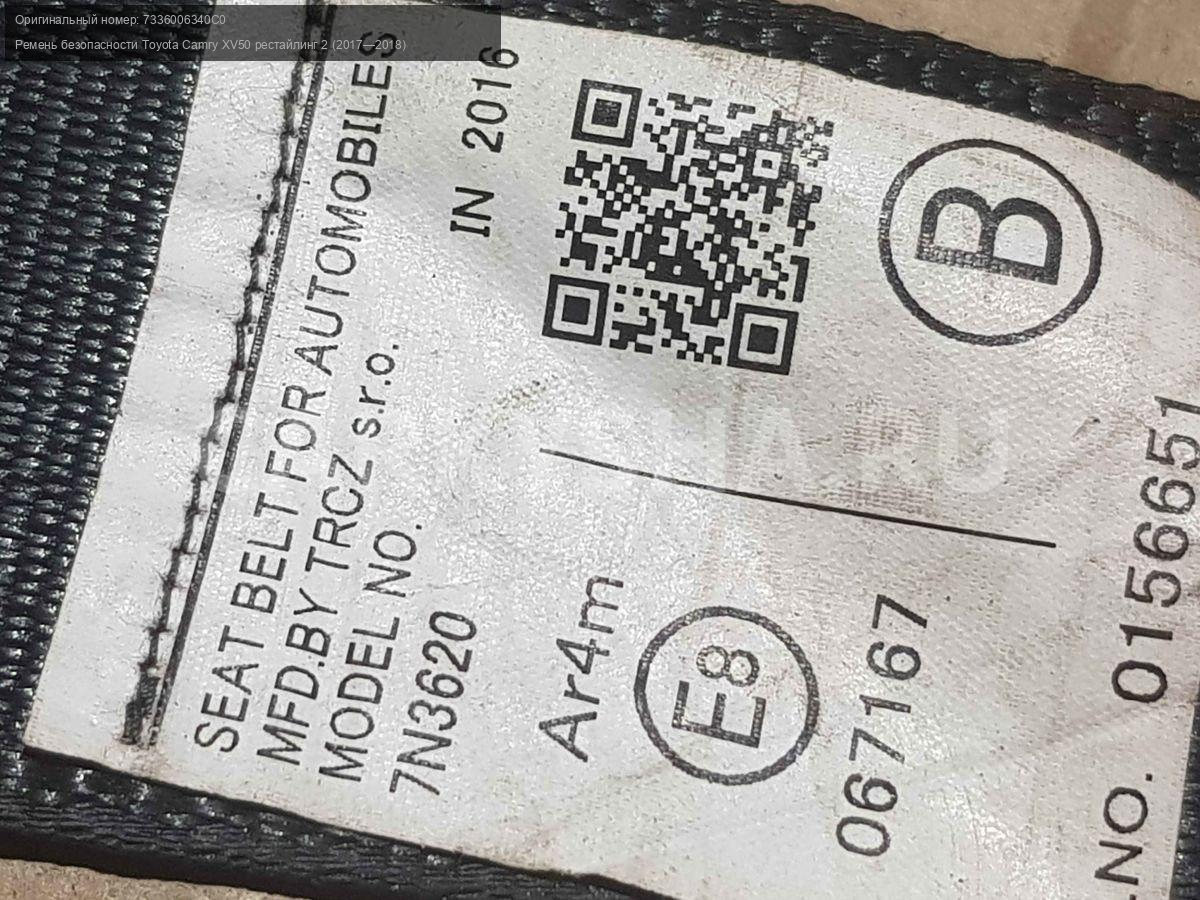 Оригинальный номер: 7336006340C0
Ремень безопасности Toyota Camry XV50 рестайлинг 2 (2017—2018)
SEAT BELT FOR AUTOMOBILES
MFD.BY TRCZ s.r.o. IN 2016
MODEL NO.
7N3620
Ar4m
E8
067167
B
NO. 0156651